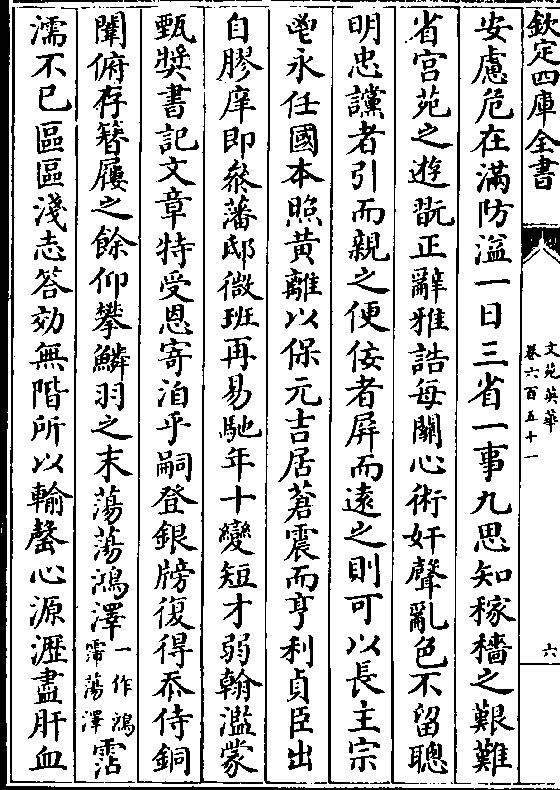 欽定四庫全書
文苑英華
卷六百五十一
六
安慮危在滿防溢一日三省一事九思知稼穡之艱難
省宮苑之遊翫正辭雅誥每關心術奸聲亂色不留聰
明忠讜者引而親之便佞者屏而遠之則可以長主宗
鬯永任國本照黃離以保元吉居蒼震而亨利貞臣出
自膠庠即叅藩邸微班再易馳年十變短才弱翰濫蒙
甄奬書記文章特受恩寄洎乎嗣登銀牓復得忝侍銅
闈俯存簪屨之餘仰攀鱗羽之末蕩蕩鴻澤一作鴻霈蕩澤霑
濡不已區區淺志答効無階所以輸罄心源瀝盡肝血